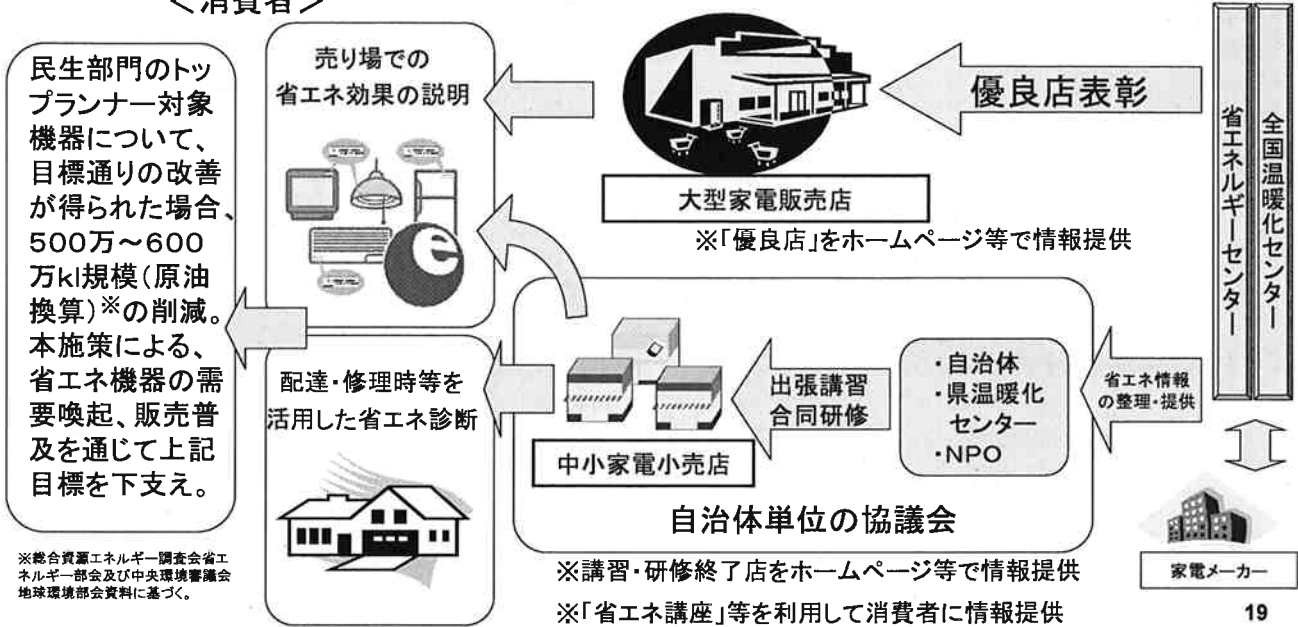 ＜消費者＞
民生部門のトッ
プランナー対象
機器について、
目標通りの改善
が得られた場合、
500万～600
万kl規模(原油
換算)※の削減。
本施策による、
省エネ機器の需
要喚起、販売普
及を通じて上記
目標を下支え。
※総合資源エネルギー調査会省エ
ネルギー部会及び中央環境審議会
地球環境部会資料に基づく。
売り場での
省エネ効果の説明
配達・修理時等を
活用した省エネ診断
大型家電販売店
※「優良店」をホームページ等で情報提供
優良店表彰
中小家電小売店
出張講習
合同研修
・自治体
・県温暖化
センター
・NPO
自治体単位の協議会
省エネ情報
の整理・提供
※講習・研修終了店をホームページ等で情報提供
※「省エネ講座」等を利用して消費者に情報提供
全国温暖化センター
省エネルギーセンター
家電メーカー
19